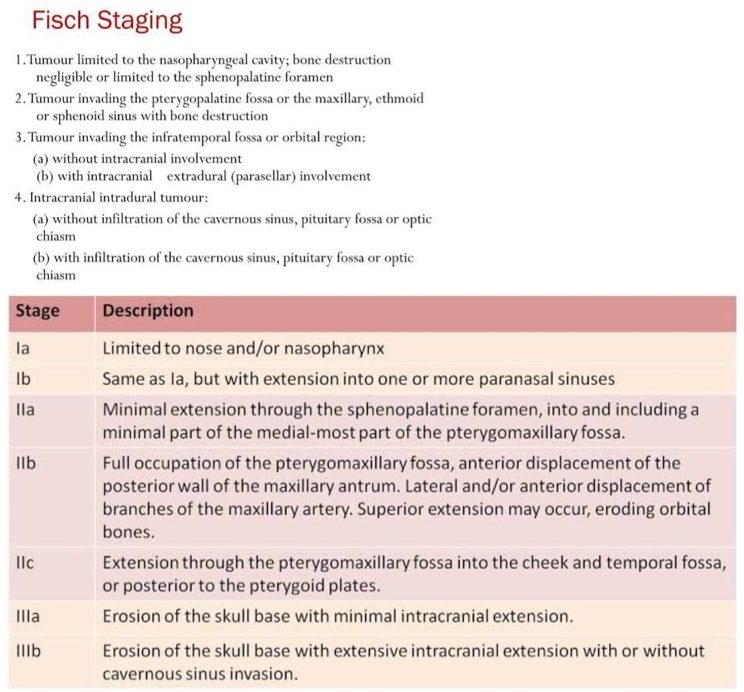 Fisch Staging
1.Tumour limited to the nasopharyngeal cavity; bone destruction
negligible or limited to the sphenopalatine foramen
2.Tumour invading the pterygopalatine fossa or the maxillary, ethmoid
or sphenoid sinus with bone destruction
3.Tumour invading the infratemporal fossa or orbital region:
(a) without intracranial involvement
(b) with intracranial extradural (parasellar) involvement
4. Intracranial intradural tumour:
(a) without infiltration of the cavernous sinus, pituitary fossa or optic
chiasm
(b) with infiltration of the cavernous sinus, pituitary fossa or optic
chiasm
Stage Description
Ia Limited to nose and/or nasopharynx
Ib Same as Ia, but with extension into one or more paranasal sinuses
IIa Minimal extension through the sphenopalatine foramen, into and including a
minimal part of the medial-most part of the pterygomaxillary fossa.
IIb Full occupation of the pterygomaxillary fossa, anterior displacement of the
posterior wall of the maxillary antrum. Lateral and/or anterior displacement of
branches of the maxillary artery. Superior extension may occur, eroding orbital
bones.
IIc Extension through the pterygomaxillary fossa into the cheek and temporal fossa,
or posterior to the pterygoid plates.
IIIa Erosion of the skull base with minimal intracranial extension.
IIIb Erosion of the skull base with extensive intracranial extension with or without
cavernous sinus invasion.